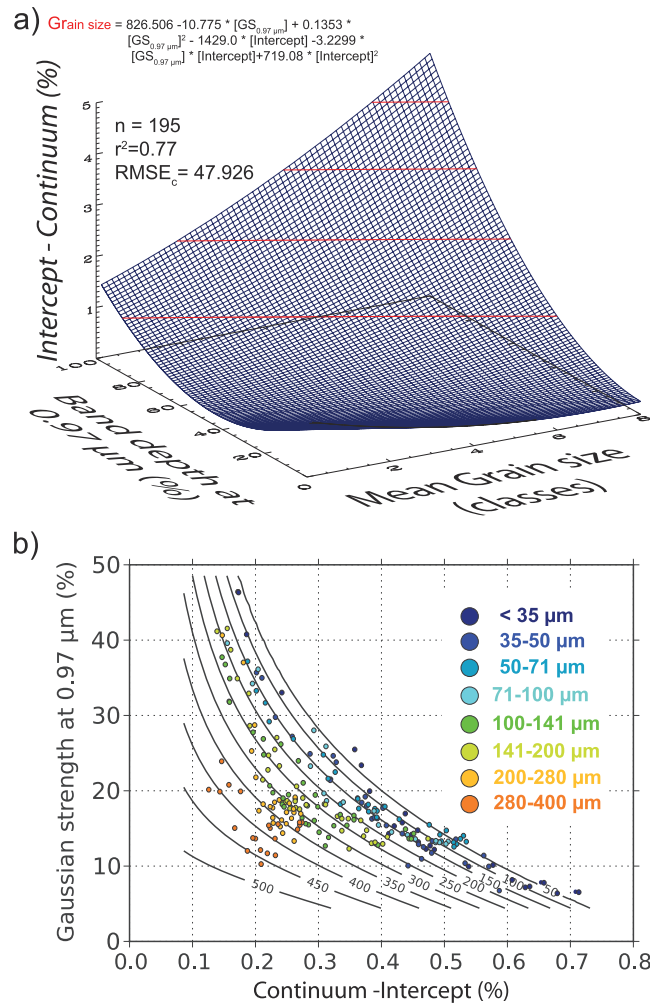 a)
Grain size = 826.506 -10.775 * [GS0.97 µm] + 0.1353 *
[GS0.97 µm]² - 1429.0 * [Intercept] -3.2299 *
[GS0.97 µm] * [Intercept]+719.08 * [Intercept]²
n = 195
r²=0.77
RMSEc = 47.926
Intercept - Continuum (%)
5
4
3
2
1
100
80
60
40
20
0
Band depth at
0.97 µm (%)
2
4
6
8
Mean Grain size
(classes)
b)
Gaussian strength at 0.97 µm (%)
50
40
30
20
10
0
< 35 µm
35-50 µm
50-71 µm
71-100 µm
100-141 µm
141-200 µm
200-280 µm
280-400 µm
500
450
400
350
300
250
200
150
100
50
0.0
0.1
0.2
0.3
0.4
0.5
0.6
0.7
0.8
Continuum -Intercept (%)